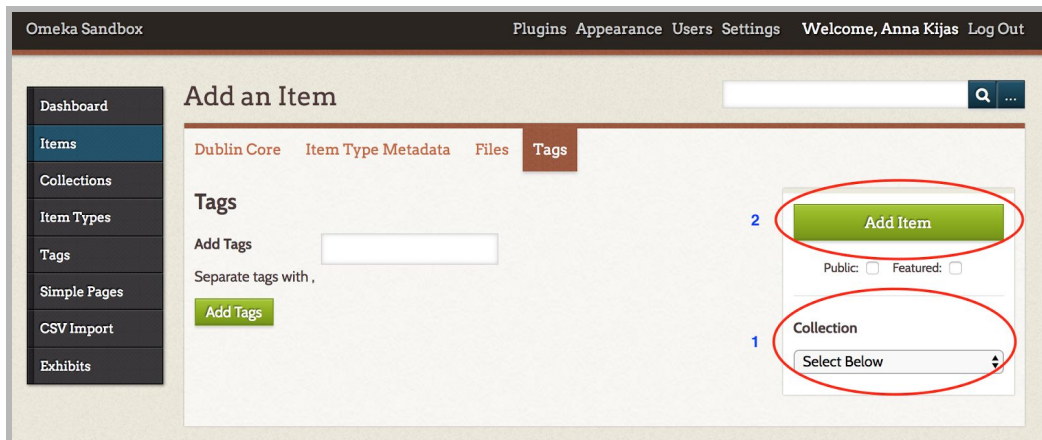 Omeka Sandbox
Plugins Appearance Users Settings Welcome, Anna Kijas Log Out
Dashboard
Items
Collections
Item Types
Tags
Simple Pages
CSV Import
Exhibits
Add an Item
...
Dublin Core Item Type Metadata Files Tags
Tags
Add Tags
Separate tags with ,
Add Tags
2
Add Item
Public: Featured:
1
Collection
Select Below